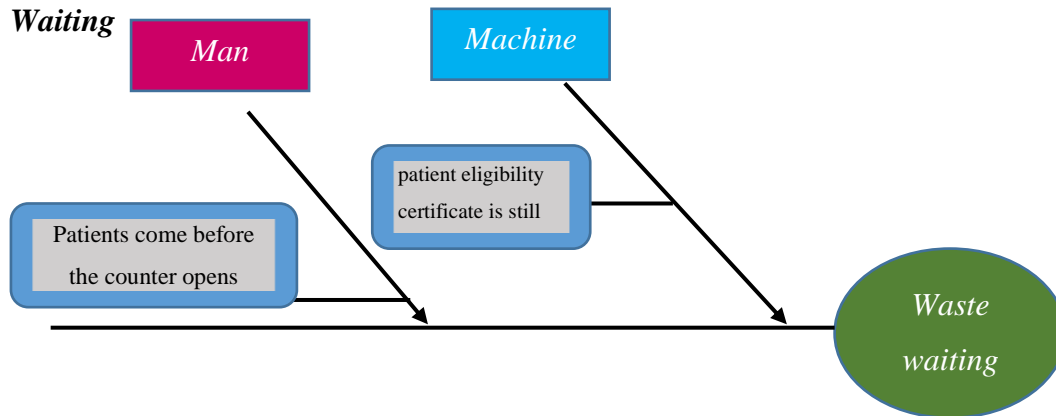 Waiting
Man
Machine
patient eligibility
certificate is still
Patients come before
the counter opens
Waste
waiting